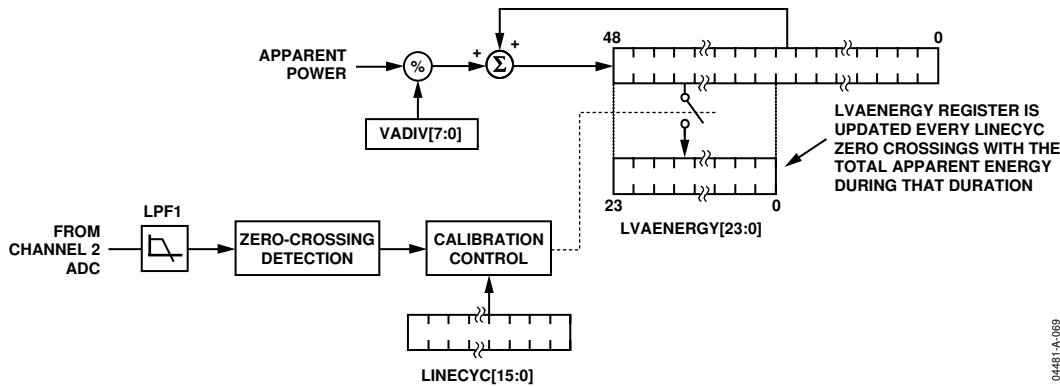 48
0
APPARENT
POWER
%
+
+
Σ
VADIV[7:0]
LVAENERGY REGISTER IS
UPDATED EVERY LINECYC
ZERO CROSSINGS WITH THE
TOTAL APPARENT ENERGY
DURING THAT DURATION
23
0
LVAENERGY[23:0]
FROM
CHANNEL 2
ADC
LPF1
ZERO-CROSSING
DETECTION
CALIBRATION
CONTROL
LINECYC[15:0]
04481-A-069